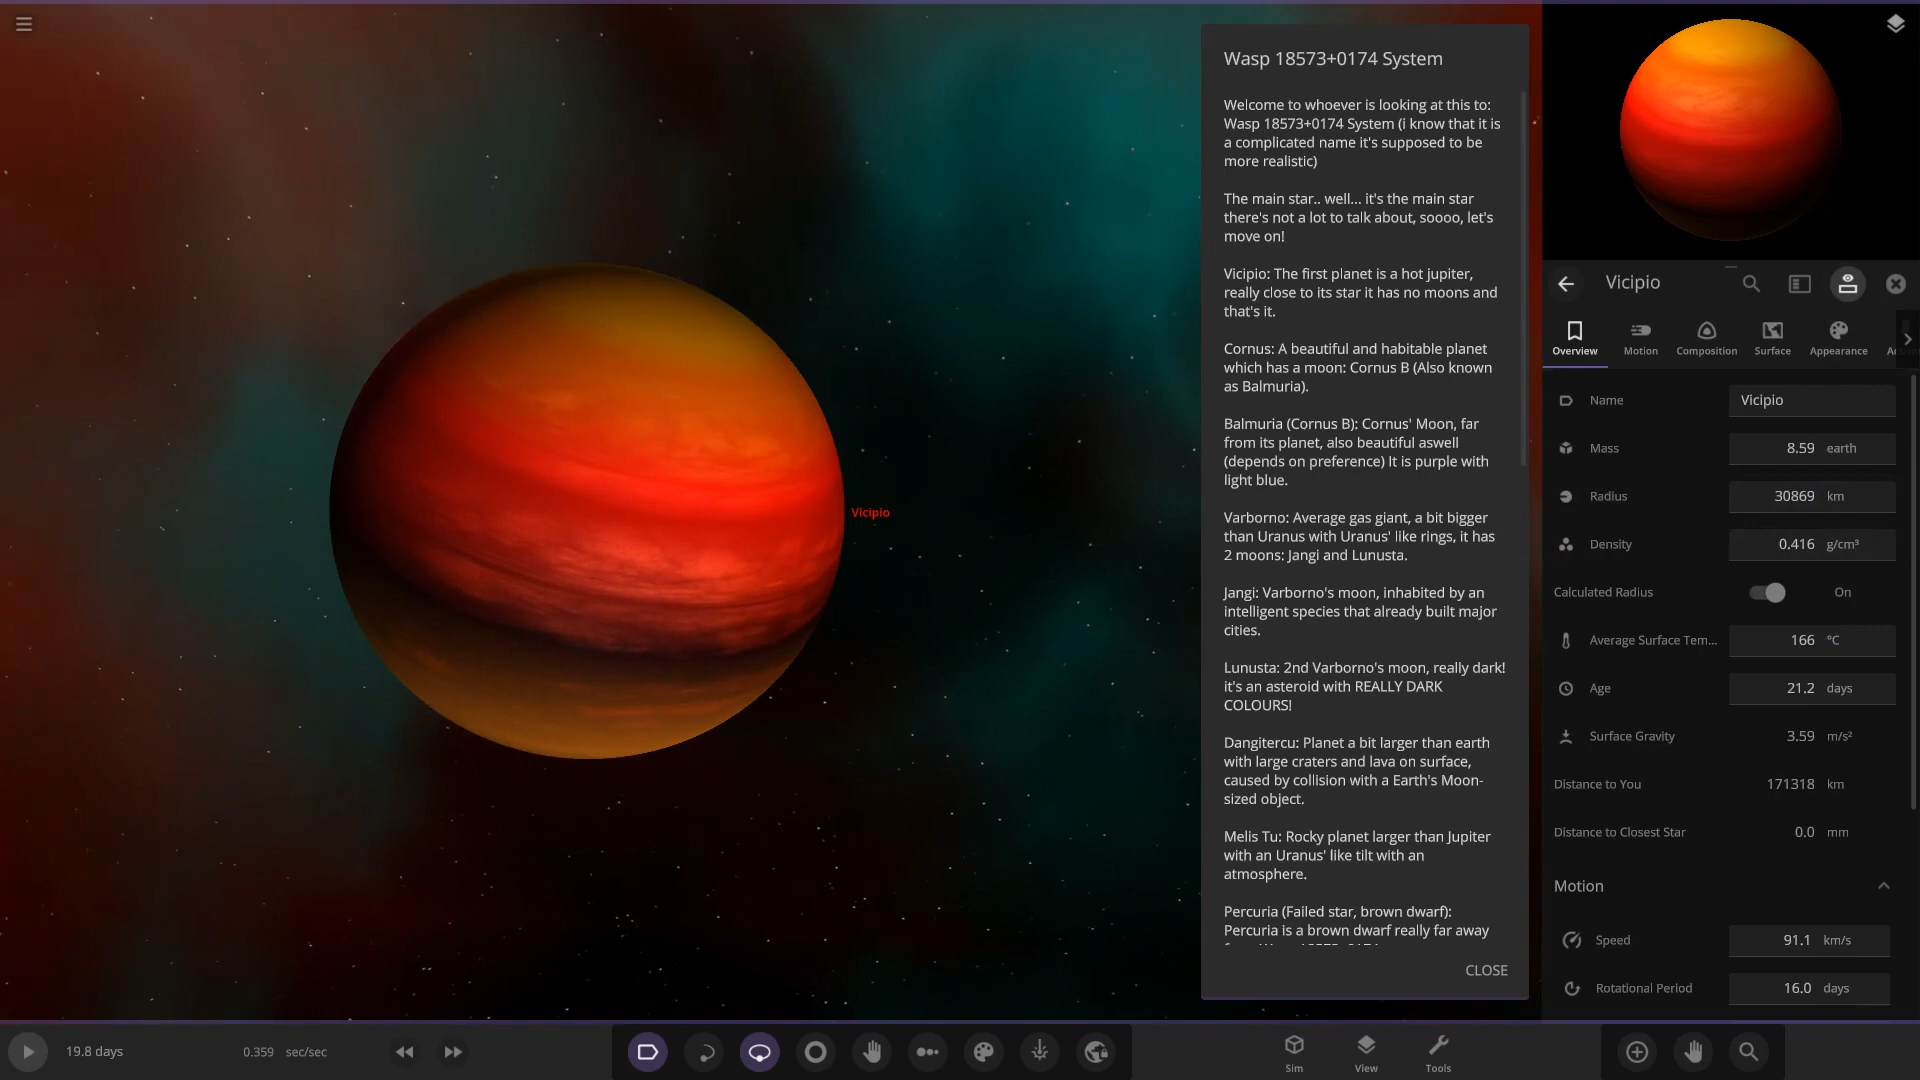 Wasp 18573+0174 System
Welcome to whoever is looking at this to:
Wasp 18573+0174 System (i know that it is
a complicated name it's supposed to be
more realistic)
The main star.. well... it's the main star
there's not a lot to talk about, soooo, let's
move on!
Vicipio: The first planet is a hot jupiter,
really close to its star it has no moons and
that's it.
Cornus: A beautiful and habitable planet
which has a moon: Cornus B (Also known
as Balmuria).
Balmuria (Cornus B): Cornus' Moon, far
from its planet, also beautiful aswell
(depends on preference) It is purple with
light blue.
Varborno: Average gas giant, a bit bigger
than Uranus with Uranus' like rings, it has
2 moons: Jangi and Lunusta.
Jangi: Varborno's moon, inhabited by an
intelligent species that already built major
cities.
Lunusta: 2nd Varborno's moon, really dark!
it's an asteroid with REALLY DARK
COLOURS!
Dangitercu: Planet a bit larger than earth
with large craters and lava on surface,
caused by collision with a Earth's Moon-
sized object.
Melis Tu: Rocky planet larger than Jupiter
with an Uranus' like tilt with an
atmosphere.
Percuria (Failed star, brown dwarf):
Percuria is a brown dwarf really far away
CLOSE
Vicipio
Vicipio
Overview Motion Composition Surface Appearance
Name Vicipio
Mass 8.59 earth
Radius 30869 km
Density 0.416 g/cm³
Calculated Radius On
Average Surface Tem... 166 °C
Age 21.2 days
Surface Gravity 3.59 m/s²
Distance to You 171318 km
Distance to Closest Star 0.0 mm
Motion
Speed 91.1 km/s
Rotational Period 16.0 days
19.8 days 0.359 sec/sec
Sim View Tools